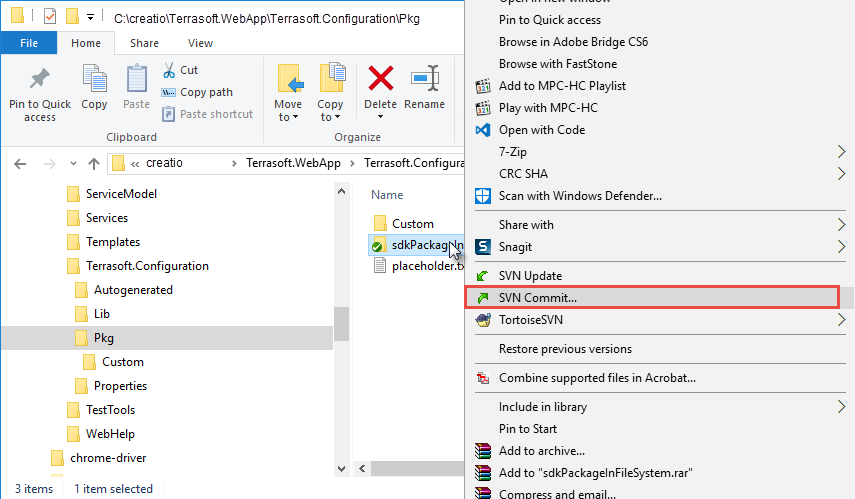 C:\creatio\Terrasoft.WebApp\Terrasoft.Configuration\Pkg
File Home Share View
Pin to Quick access
Copy
Paste
Cut
Copy path
Paste shortcut
Clipboard
Move to
Copy to
Delete
Rename
Organize
« creatio > Terrasoft.WebApp > Terrasoft.Configura
ServiceModel
Services
Templates
Terrasoft.Configuration
Autogenerated
Lib
Pkg
Custom
Properties
TestTools
WebHelp
chrome-driver
Name
Custom
sdkPackageIn
placeholder.tx
3 items 1 item selected
Open in new window
Pin to Quick access
Browse in Adobe Bridge CS6
Browse with FastStone
Add to MPC-HC Playlist
Play with MPC-HC
Open with Code
7-Zip
CRC SHA
Scan with Windows Defender...
Share with
Snagit
SVN Update
SVN Commit...
TortoiseSVN
Restore previous versions
Combine supported files in Acrobat...
Include in library
Pin to Start
Add to archive...
Add to "sdkPackageInFileSystem.rar"
Compress and email...